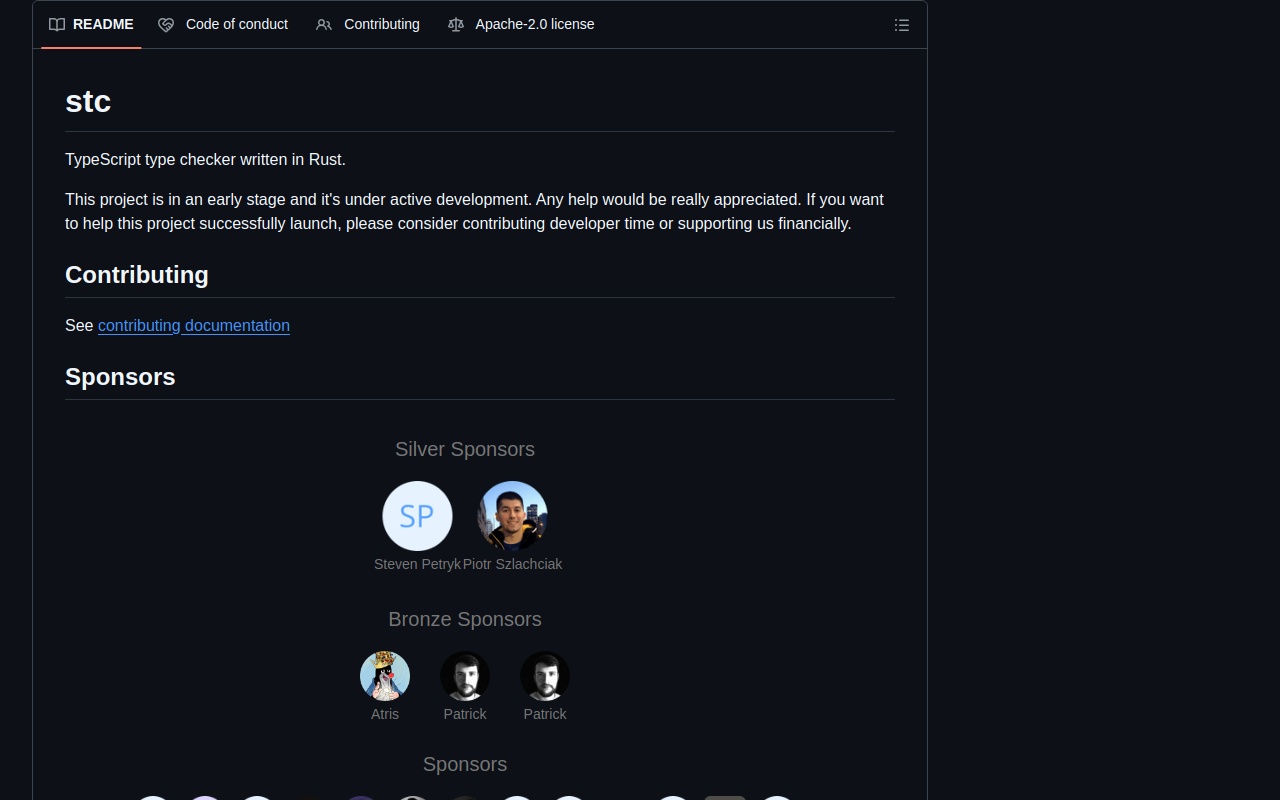 README Code of conduct Contributing Apache-2.0 license
stc
TypeScript type checker written in Rust.
This project is in an early stage and it's under active development. Any help would be really appreciated. If you want
to help this project successfully launch, please consider contributing developer time or supporting us financially.
Contributing
See contributing documentation
Sponsors
Silver Sponsors
SP
Steven Petryk Piotr Szlachciak
Bronze Sponsors
Atris Patrick Patrick
Sponsors